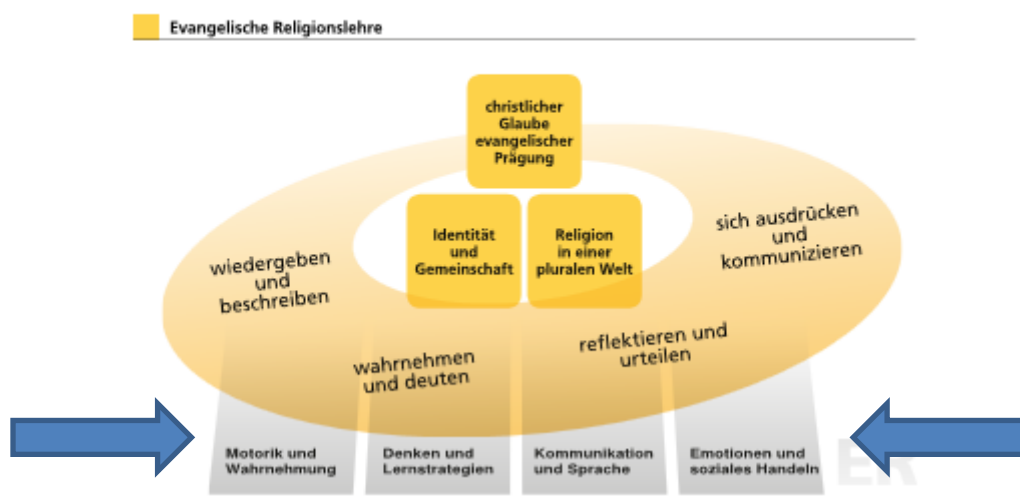 Evangelische Religionslehre
christlicher
Glaube
evangelischer
Prägung
Identität
und
Gemeinschaft
Religion
in einer
pluralen Welt
wiedergeben
und
beschreiben
wahrnehmen
und deuten
reflektieren und
urteilen
sich ausdrücken
und
kommunizieren
Motorik und
Wahrnehmung
Denken und
Lernstrategien
Kommunikation
und Sprache
Emotionen und
soziales Handeln
ER